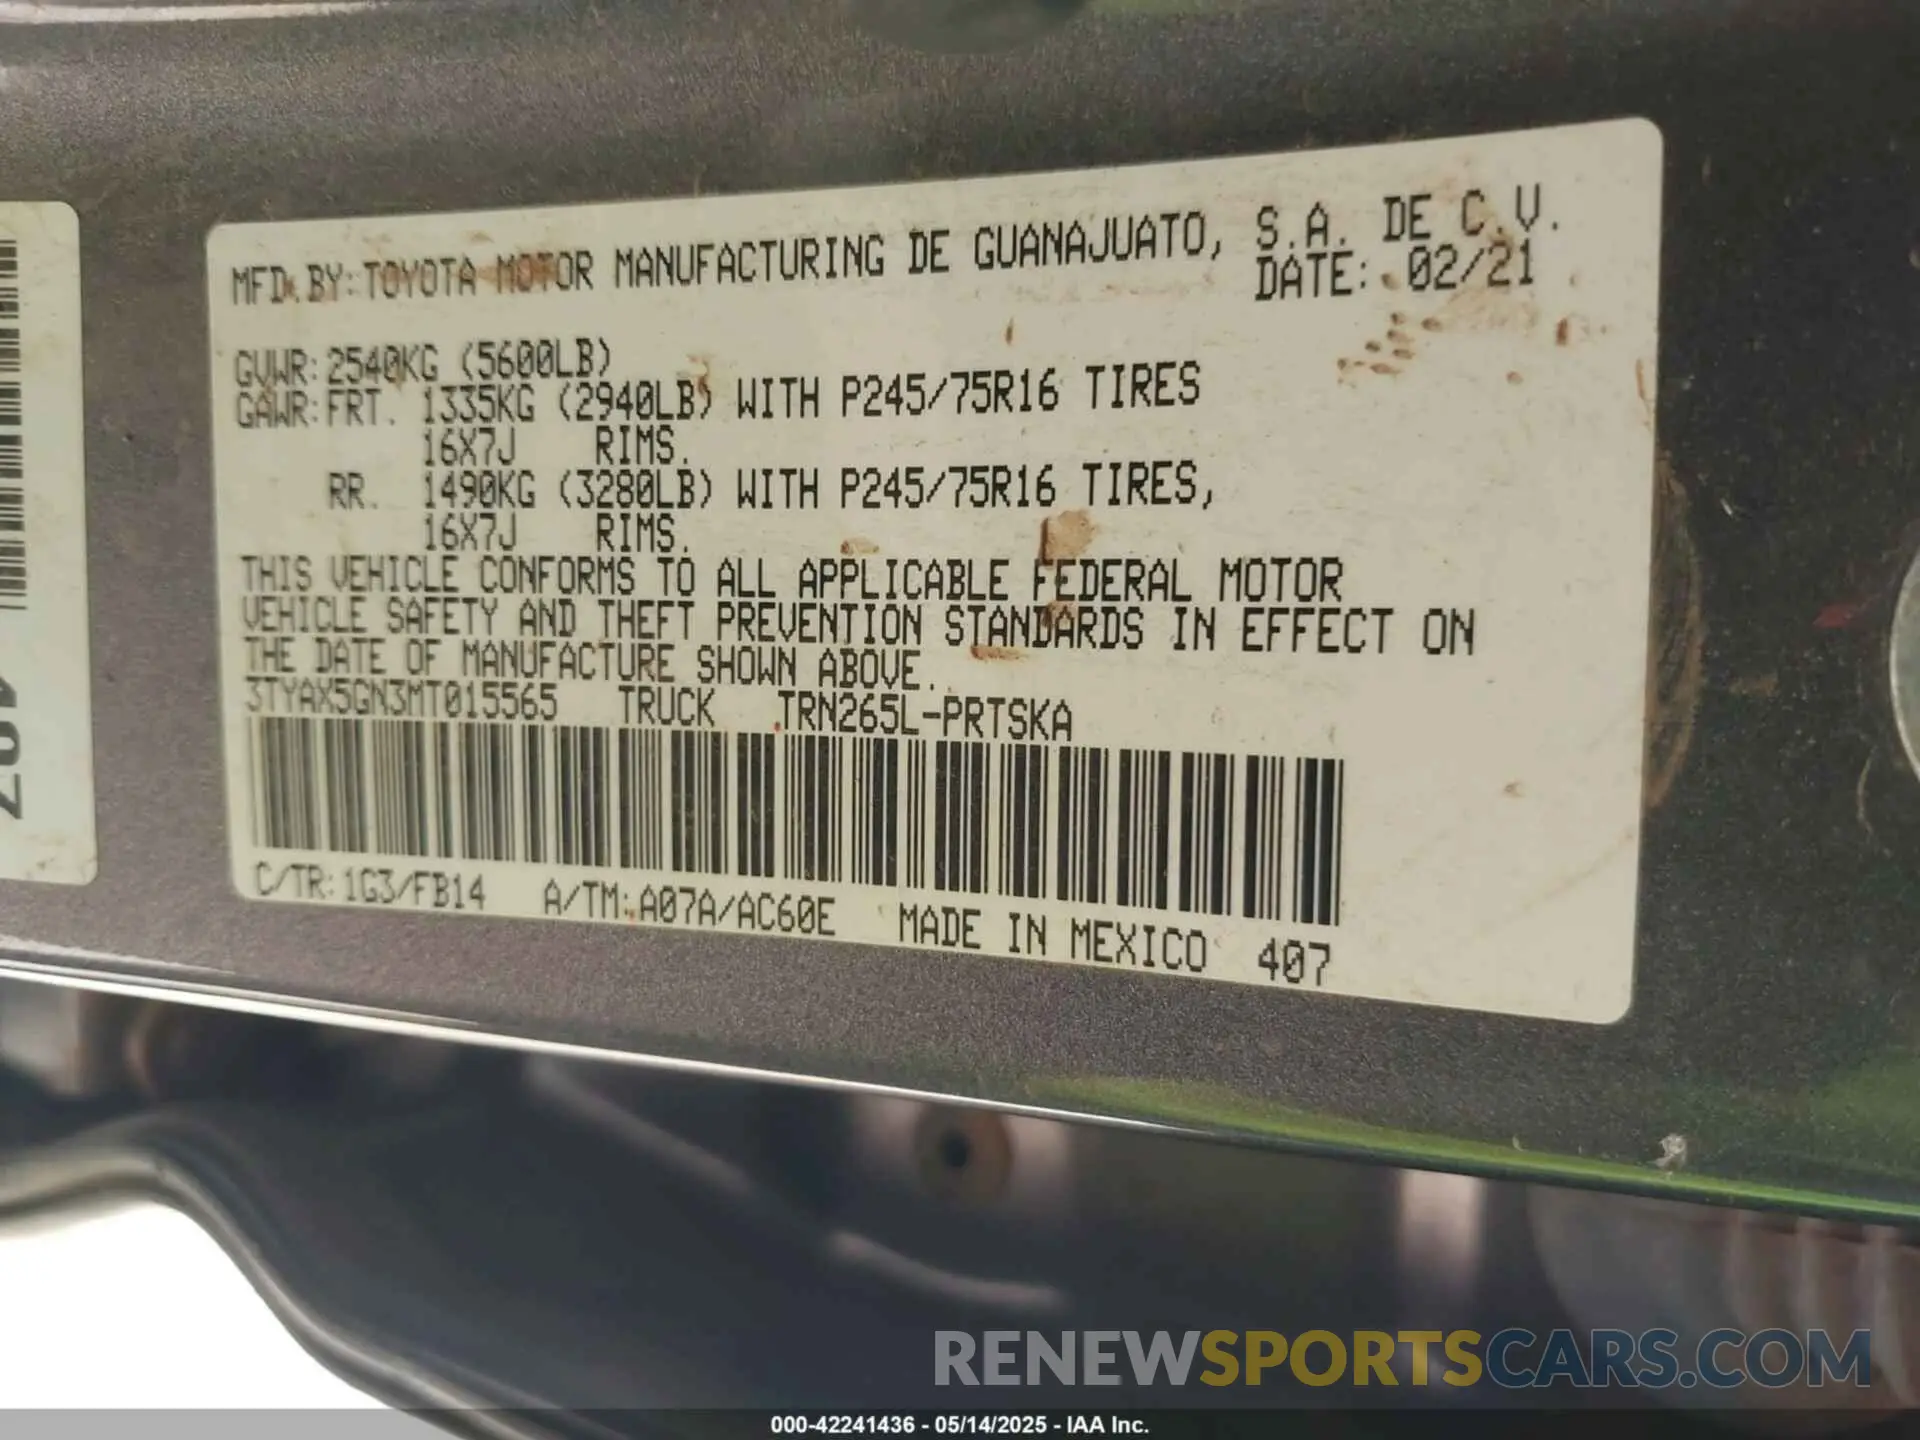 MFD. BY: TOYOTA MOTOR MANUFACTURING DE GUANAJUATO, S.A. DE C.V.
DATE: 02/21
GVWR: 2540KG (5600LB)
GAWR: FRT. 1335KG (2940LB) WITH P245/75R16 TIRES
16X7J RIMS.
RR. 1490KG (3280LB) WITH P245/75R16 TIRES,
16X7J RIMS.
THIS VEHICLE CONFORMS TO ALL APPLICABLE FEDERAL MOTOR
VEHICLE SAFETY AND THEFT PREVENTION STANDARDS IN EFFECT ON
THE DATE OF MANUFACTURE SHOWN ABOVE.
3TYAX5GN3MT015565 TRUCK TRN265L-PRTSKA
C/TR: 1G3/FB14 A/TM: A07A/AC60E MADE IN MEXICO 407
RENEWSPORTSCARS.COM
000-42241436 - 05/14/2025 - IAA Inc.